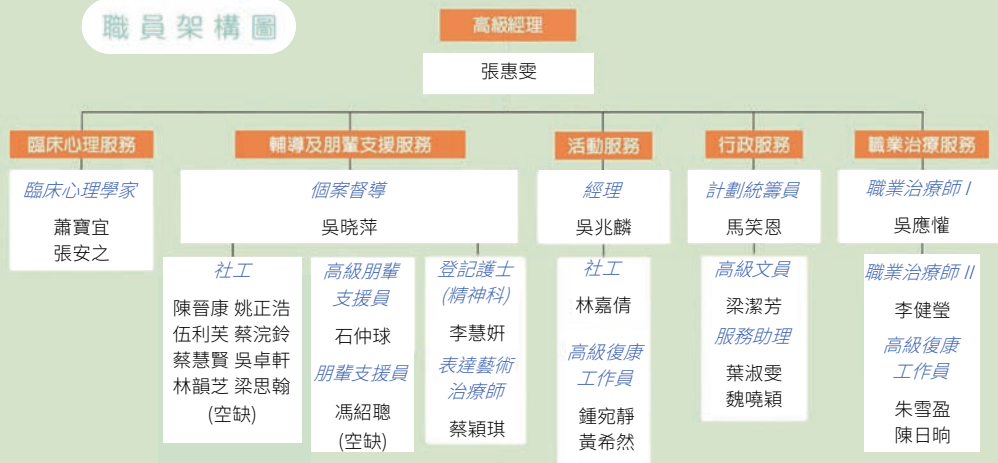 職員架構圖
高級經理
張惠雯
臨床心理服務
臨床心理學家
蕭寶宜
張安之
輔導及朋輩支援服務
個案督導
吳晓萍
社工
陳晉康 姚正浩
伍利芙 蔡浣鈴
蔡慧賢 吳卓軒
林韻芝 梁思翰
(空缺)
高級朋輩
支援員
石仲球
朋輩支援員
馮紹聰
(空缺)
登記護士
(精神科)
李慧妍
表達藝術
治療師
蔡穎琪
活動服務
經理
吳兆麟
社工
林嘉倩
高級復康
工作員
鍾宛靜
黃希然
行政服務
計劃統籌員
馬笑恩
高級文員
梁潔芳
服務助理
葉淑雯
魏嘵穎
職業治療服務
職業治療師 I
吳應懽
職業治療師 II
李健瑩
高級復康
工作員
朱雪盈
陳日晌